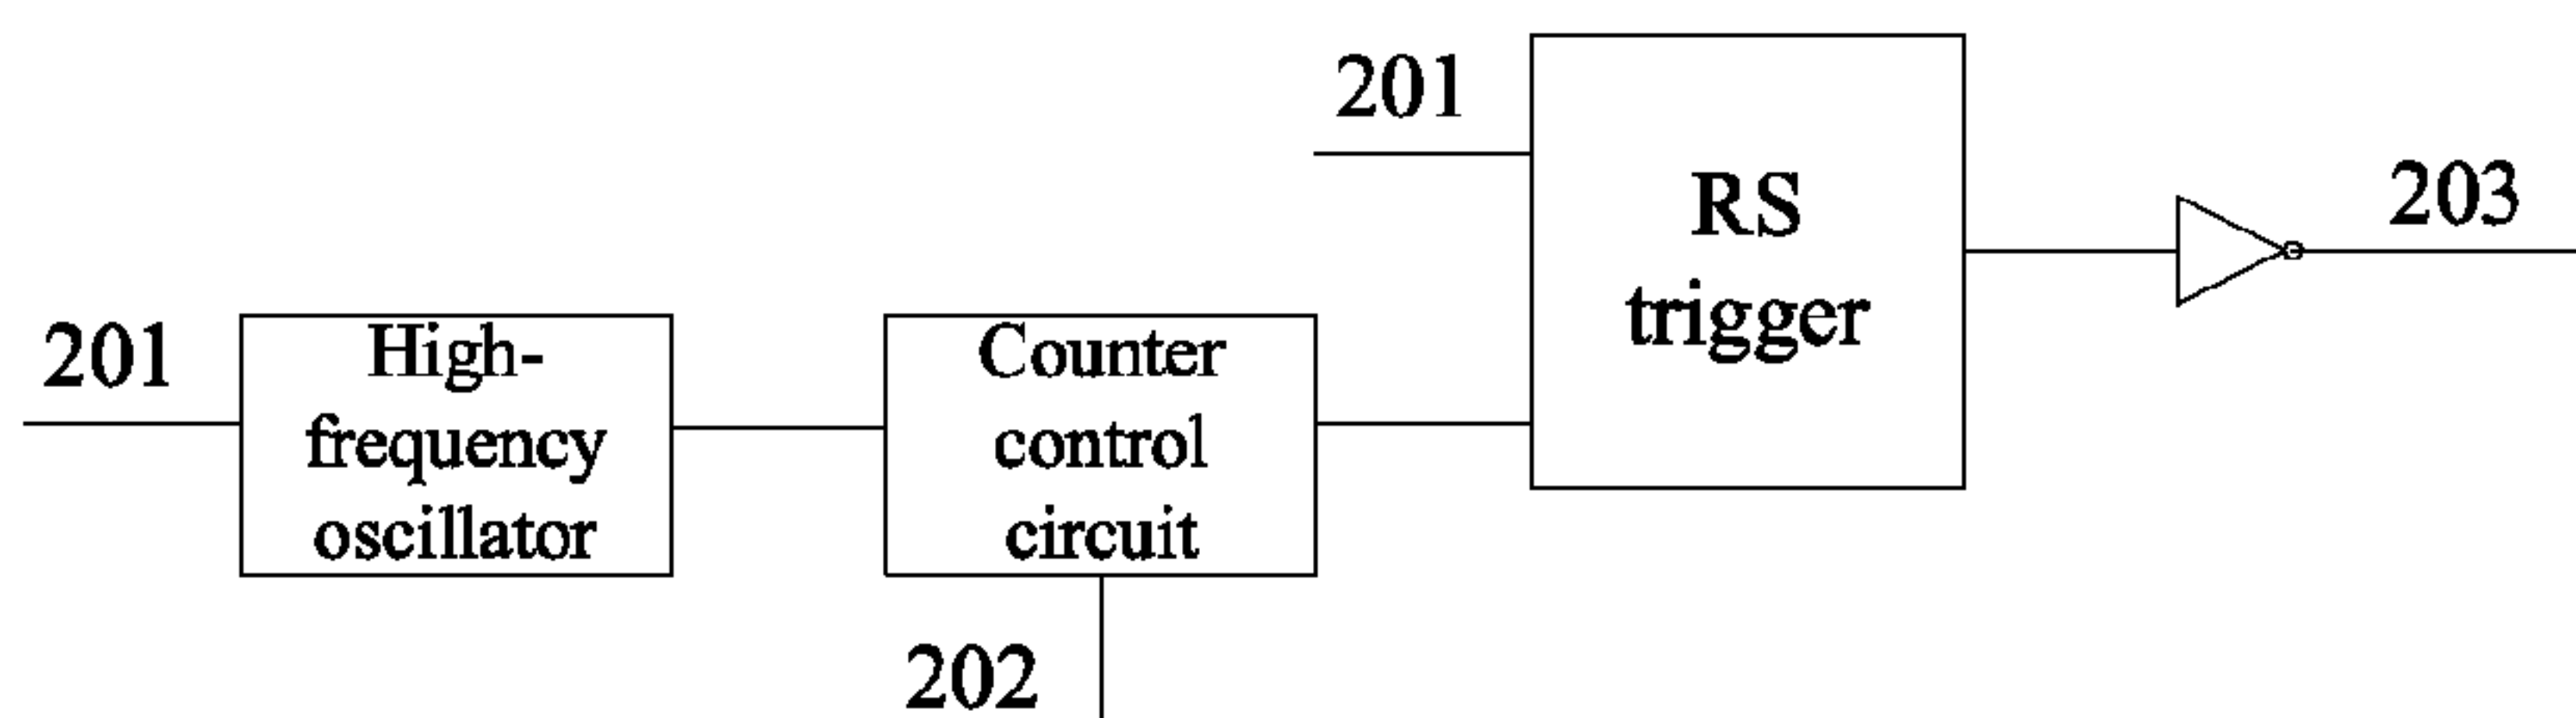 201
RS
trigger
203
201
High-
frequency
oscillator
Counter
control
circuit
202